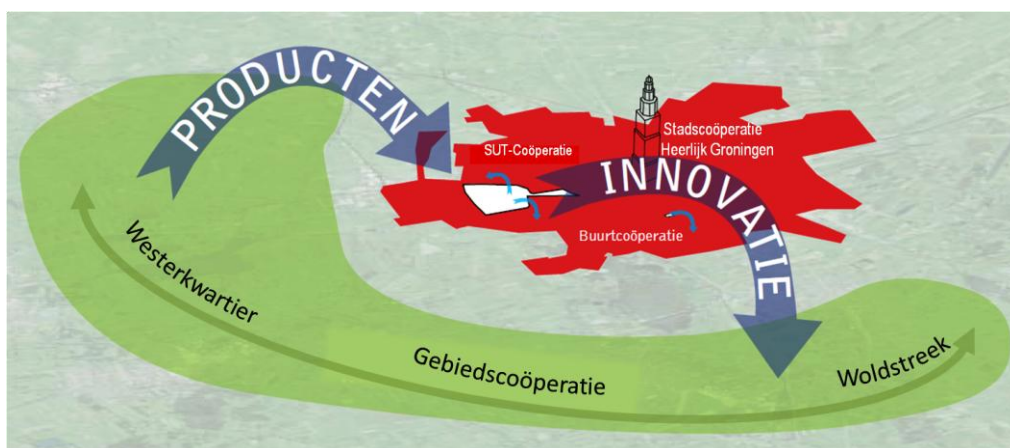 PRODUCTEN
SUT-Coöperatie
Stadscoöperatie
Heerlijk Groningen
INNOVATIE
Buurtcoöperatie
Westerkwartier
Gebiedscoöperatie
Woldstreek